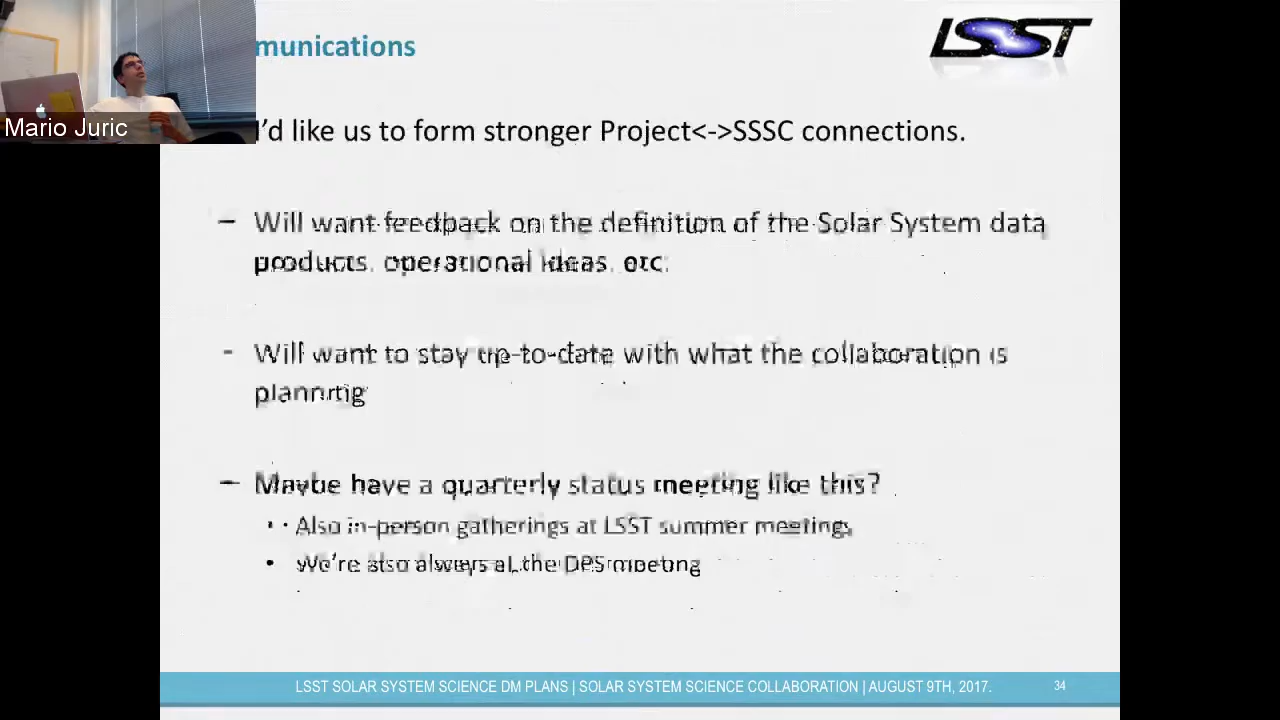 munications
LSST
Mario Juric
I'd like us to form stronger Project<->SSSC connections.
– Will want feedback on the definition of the Solar System data
products, operational ideas, etc.
- Will want to stay up-to-date with what the collaboration is
planning
– Maybe have a quarterly status meeting like this?
• Also in-person gatherings at LSST summer meetings
• We're also always at the DPS meeting
LSST SOLAR SYSTEM SCIENCE DM PLANS | SOLAR SYSTEM SCIENCE COLLABORATION | AUGUST 9TH, 2017.
34